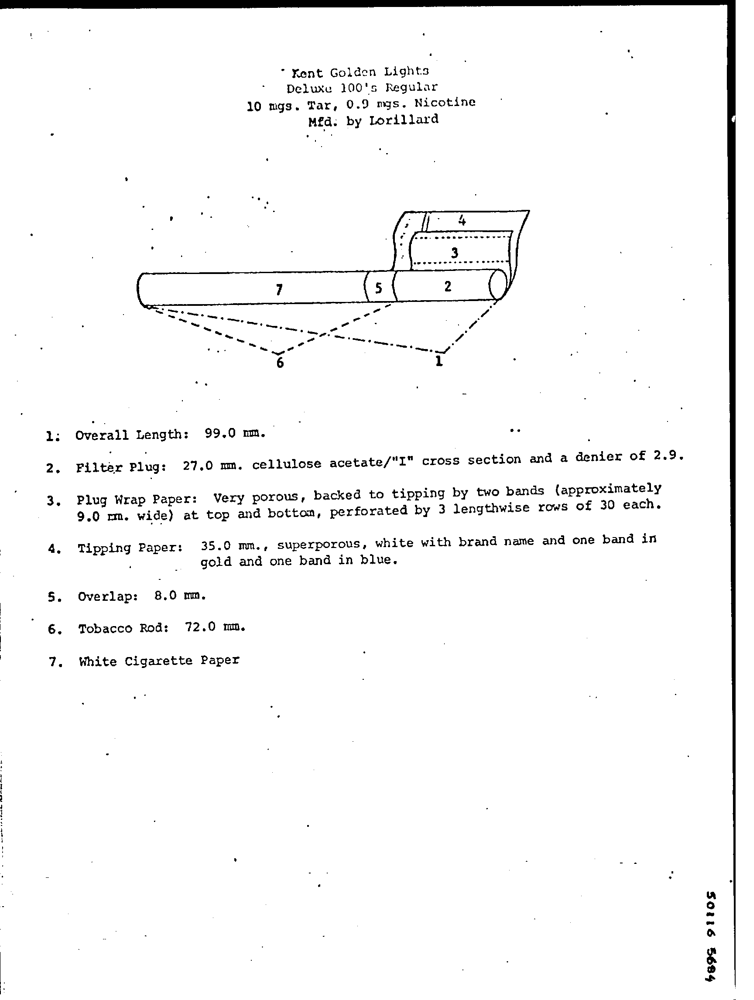 Kent Golden Lights
Deluxe 100's Regular
10 mgs. Tar, 0.9 mgs. Nicotine
Mfd. by Lorillard
4
3
7
5
2
6
1
1. Overall Length: 99.0 mm.
2. Filter Plug: 27.0 mm. cellulose acetate/"I" cross section and a denier of 2.9.
3. Plug Wrap Paper: Very porous, backed to tipping by two bands (approximately
9.0 mm. wide) at top and bottom, perforated by 3 lengthwise rows of 30 each.
4. Tipping Paper: 35.0 mm., superporous, white with brand name and one band in
gold and one band in blue.
5. Overlap: 8.0 mm.
6. Tobacco Rod: 72.0 mm.
7. White Cigarette Paper
50116 5684